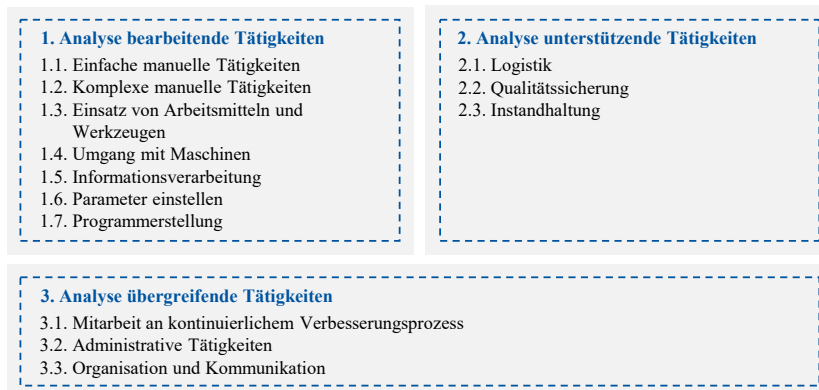 1. Analyse bearbeitende Tätigkeiten
1.1. Einfache manuelle Tätigkeiten
1.2. Komplexe manuelle Tätigkeiten
1.3. Einsatz von Arbeitsmitteln und
Werkzeugen
1.4. Umgang mit Maschinen
1.5. Informationsverarbeitung
1.6. Parameter einstellen
1.7. Programmerstellung
2. Analyse unterstützende Tätigkeiten
2.1. Logistik
2.2. Qualitätssicherung
2.3. Instandhaltung
3. Analyse übergreifende Tätigkeiten
3.1. Mitarbeit an kontinuierlichem Verbesserungsprozess
3.2. Administrative Tätigkeiten
3.3. Organisation und Kommunikation